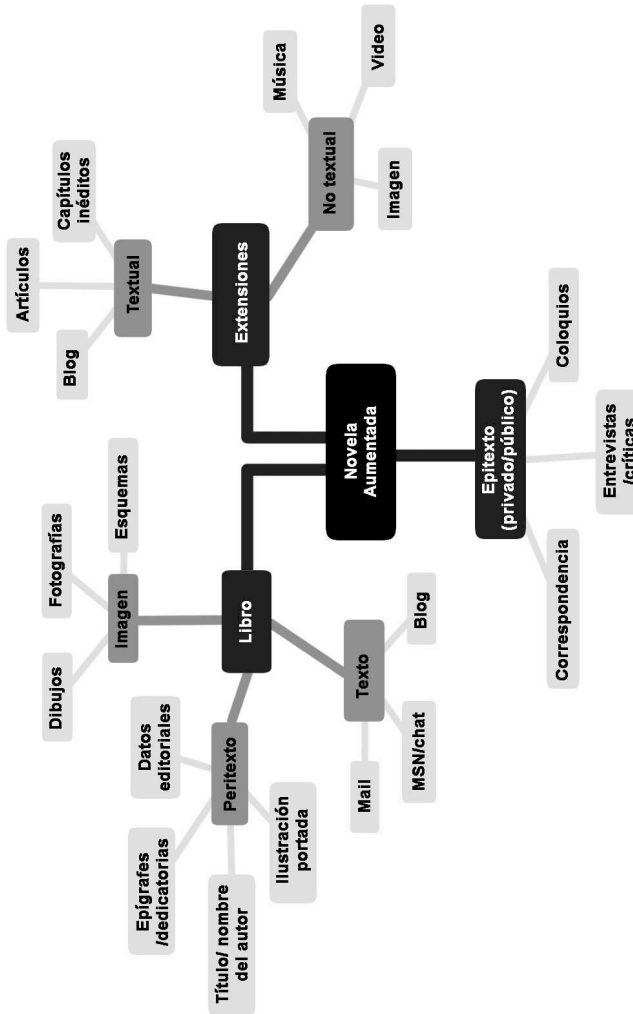 Dibujos
Fotografías
Esquemas
Imagen
Epígrafes
/dedicatorias
Datos
editoriales
Título/ nombre
del autor
Peritexto
Ilustración
portada
Libro
Texto
Mail
MSN/chat
Blog
Artículos
Blog
Capítulos
inéditos
Textual
Extensiones
No textual
Música
Video
Imagen
Novela
Aumentada
Epitexto
(privado/público)
Correspondencia
Entrevistas
/críticas
Coloquios